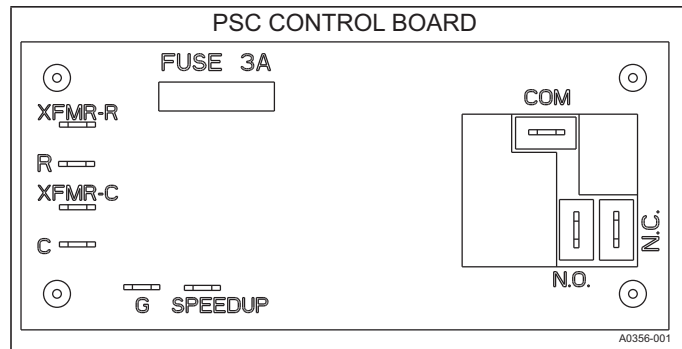 PSC CONTROL BOARD
FUSE 3A
XFMR-R
COM
R
XFMR-C
C
N.C.
N.O.
G SPEEDUP
A0356-001